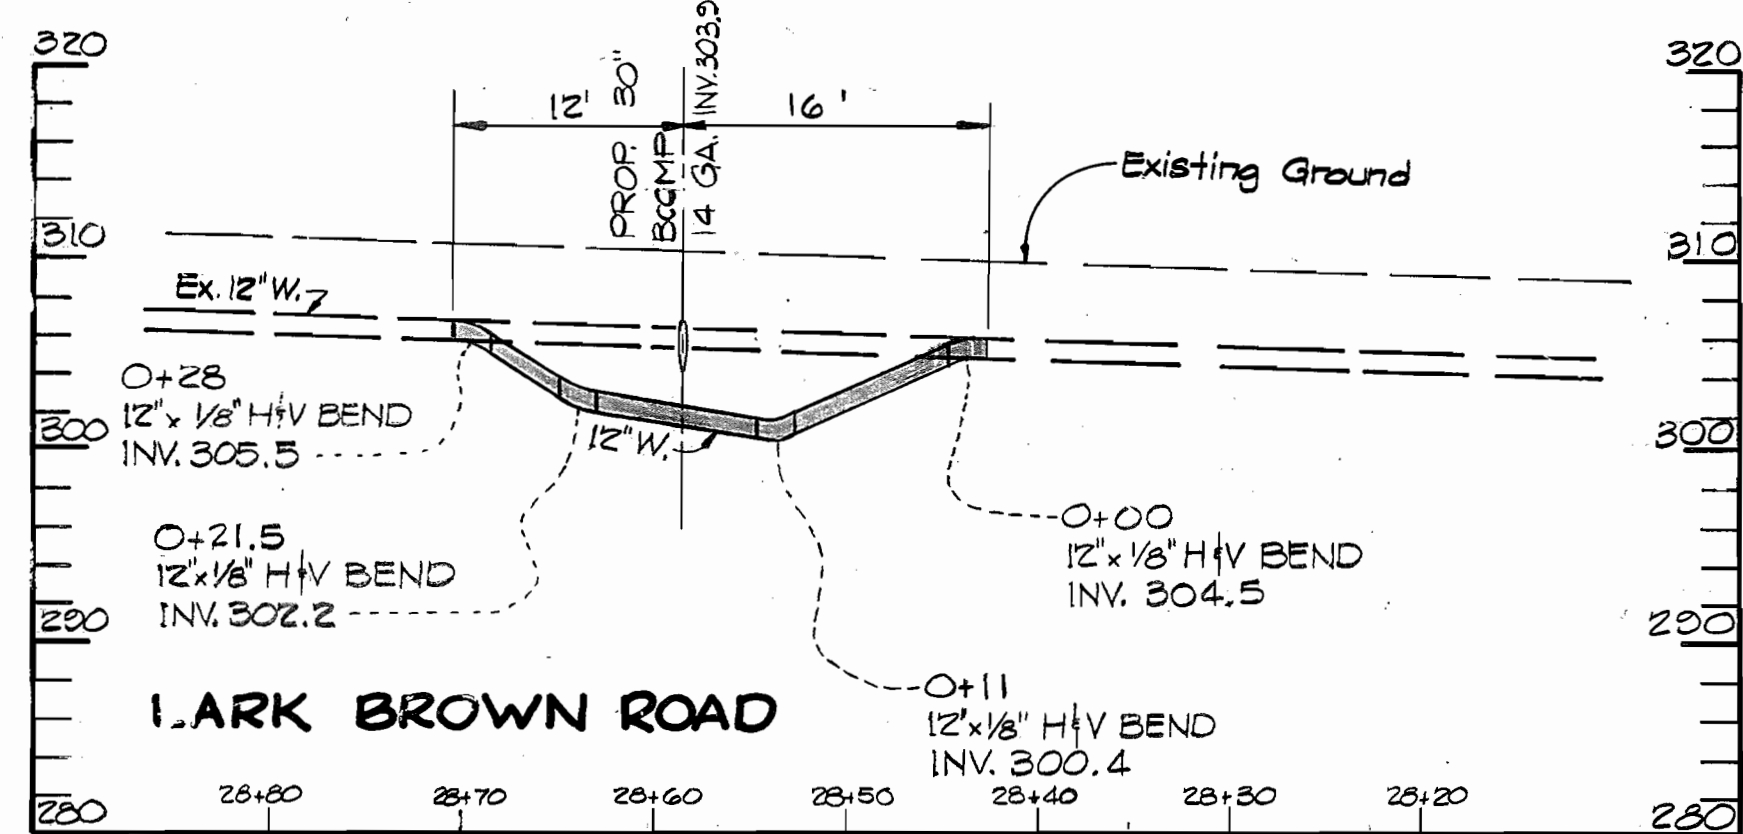 320
320
12'
16'
PROP. 30"
BCCMP
14 GA. INV.303.9
Existing Ground
310
310
Ex. 12" W.
0+28
12" x 1/8" H&V BEND
INV. 305.5
300
300
12" W.
0+21.5
12"x1/8" H&V BEND
INV. 302.2
0+00
12"x 1/8" H&V BEND
INV. 304.5
290
290
0+11
12"x1/8" H&V BEND
INV. 300.4
LARK BROWN ROAD
280
28+80
28+70
28+60
28+50
28+40
28+30
28+20
280